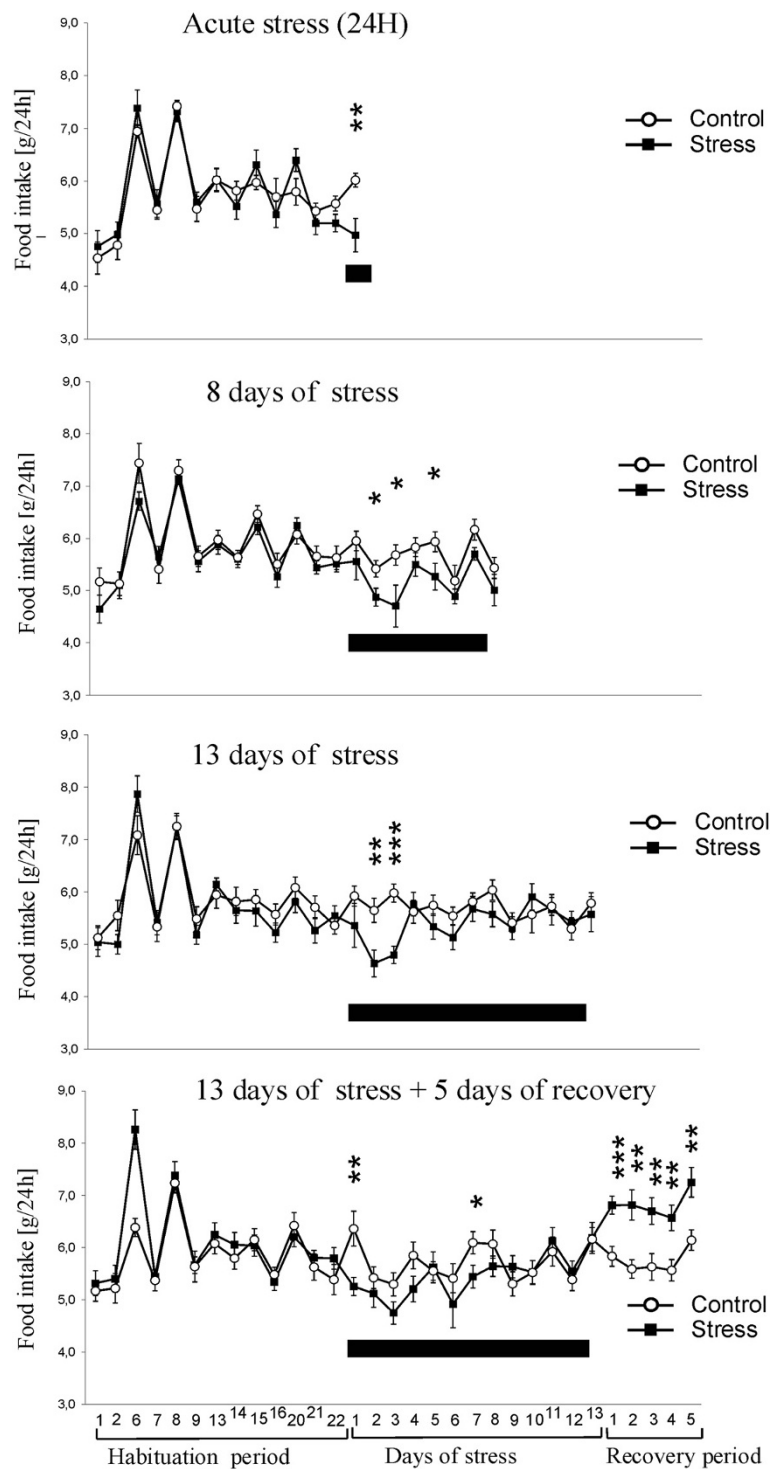 Acute stress (24H)
9,0
8,0
7,0
6,0
5,0
4,0
3,0
Food intake [g/24h]
**
Control
Stress
8 days of stress
9,0
8,0
7,0
6,0
5,0
4,0
3,0
Food intake [g/24h]
* * *
Control
Stress
13 days of stress
9,0
8,0
7,0
6,0
5,0
4,0
3,0
Food intake [g/24h]
** ***
Control
Stress
13 days of stress + 5 days of recovery
9,0
8,0
7,0
6,0
5,0
4,0
3,0
Food intake [g/24h]
** * *** ** ** ** **
Control
Stress
1 2 6 7 8 9 13 14 15 16 20 21 22 1 2 3 4 5 6 7 8 9 10 11 12 13 1 2 3 4 5
Habituation period Days of stress Recovery period